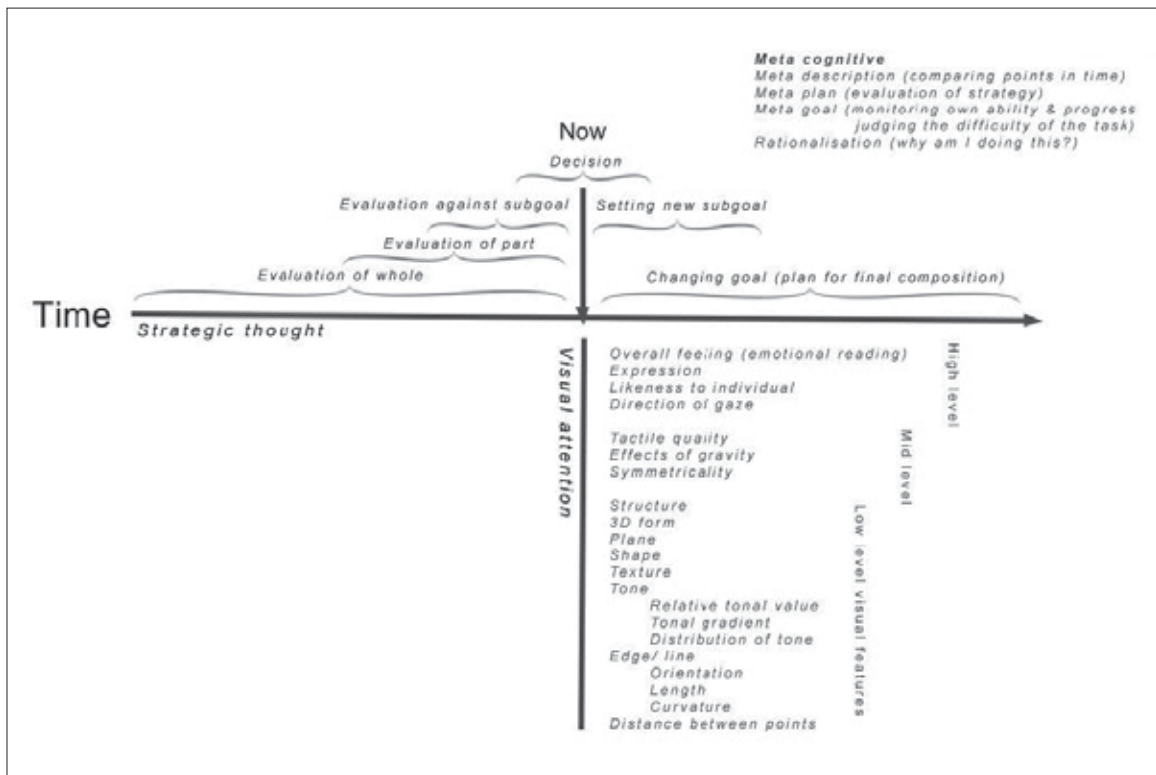 Meta cognitive
Meta description (comparing points in time)
Meta plan (evaluation of strategy)
Meta goal (monitoring own ability & progress
judging the difficulty of the task)
Rationalisation (why am I doing this?)
Now
Decision
Evaluation against subgoal
Setting new subgoal
Evaluation of part
Evaluation of whole
Changing goal (plan for final composition)
Time
Strategic thought
Visual attention
Overall feeling (emotional reading)
Expression
Likeness to individual
Direction of gaze
High level
Tactile quality
Effects of gravity
Symmetricality
Mid level
Structure
3D form
Plane
Shape
Texture
Tone
Relative tonal value
Tonal gradient
Distribution of tone
Edge/ line
Orientation
Length
Curvature
Distance between points
Low level visual features